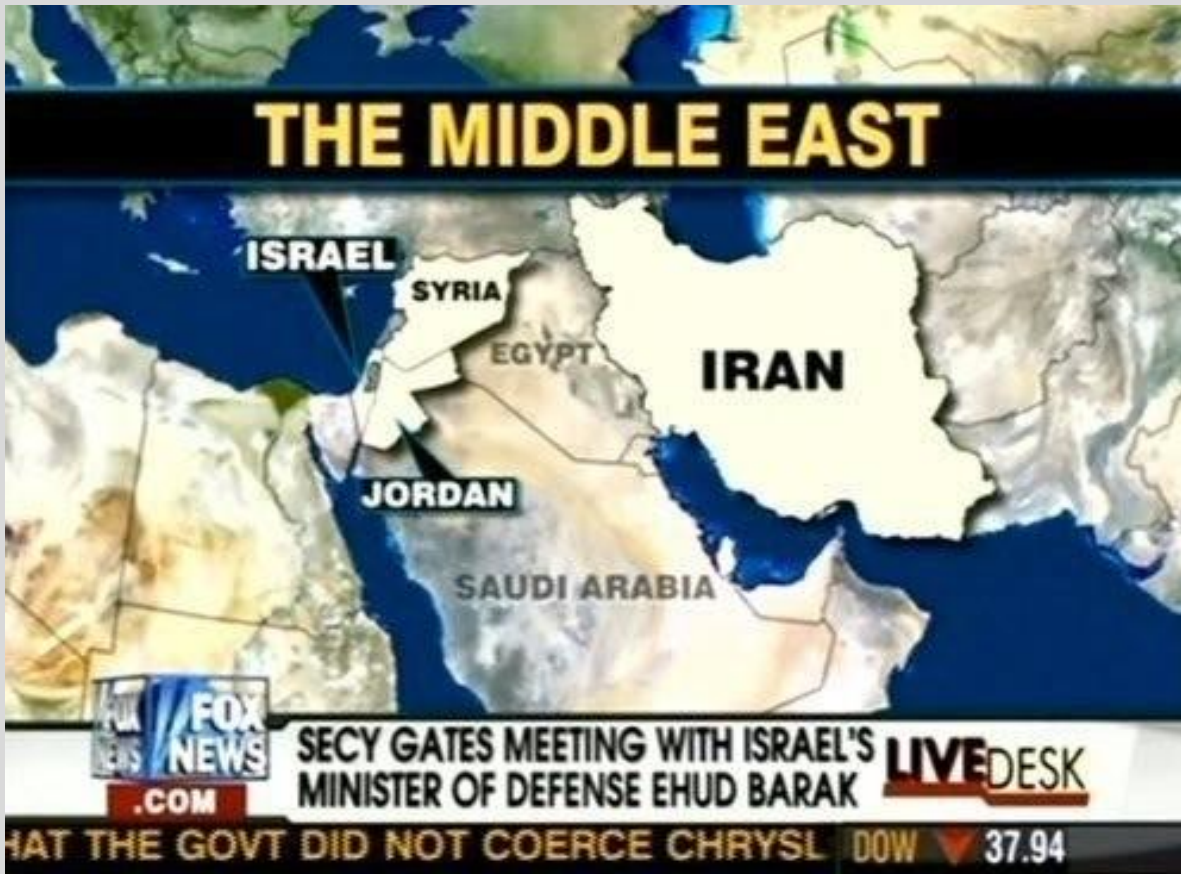 THE MIDDLE EAST
ISRAEL
SYRIA
EGYPT
IRAN
JORDAN
SAUDI ARABIA
FOX
NEWS
FOX
NEWS
.COM
SECY GATES MEETING WITH ISRAEL'S
MINISTER OF DEFENSE EHUD BARAK
LIVEDESK
HAT THE GOVT DID NOT COERCE CHRYSL
DOW 37.94